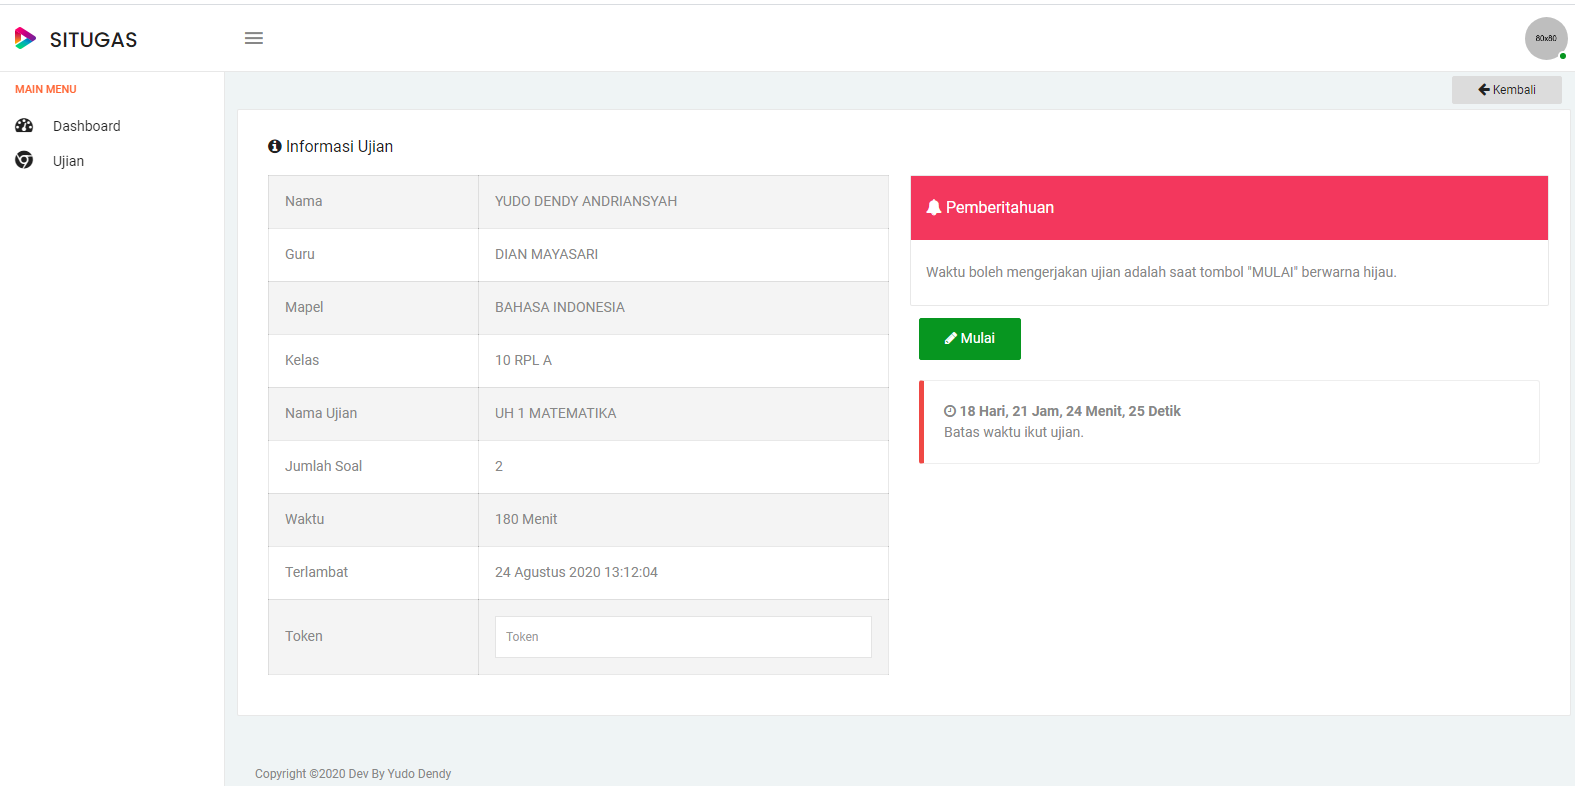 SITUGAS
80x80
MAIN MENU
Dashboard
Ujian
Kembali
Informasi Ujian
Nama YUDO DENDY ANDRIANSYAH
Guru DIAN MAYASARI
Mapel BAHASA INDONESIA
Kelas 10 RPL A
Nama Ujian UH 1 MATEMATIKA
Jumlah Soal 2
Waktu 180 Menit
Terlambat 24 Agustus 2020 13:12:04
Token Token
Pemberitahuan
Waktu boleh mengerjakan ujian adalah saat tombol "MULAI" berwarna hijau.
Mulai
18 Hari, 21 Jam, 24 Menit, 25 Detik
Batas waktu ikut ujian.
Copyright ©2020 Dev By Yudo Dendy